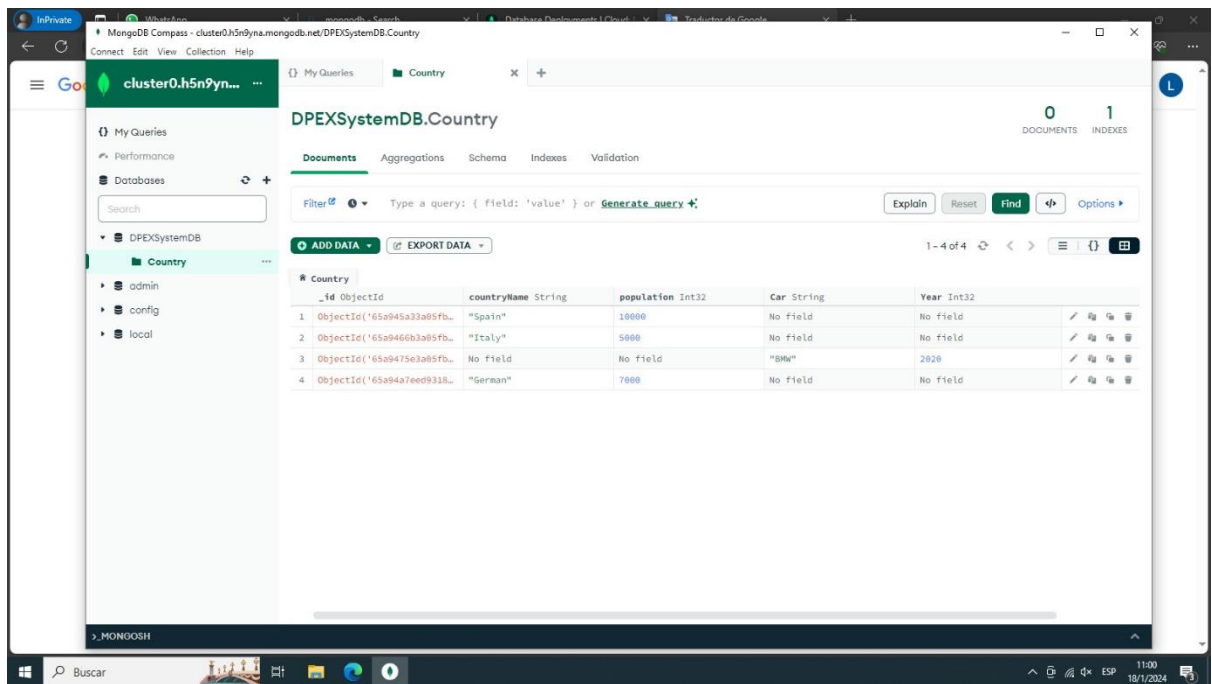 InPrivate
WhatsApp
mongodb - Search
Database Deployments | Cloud:
Traductor de Google
MongoDB Compass - cluster0.h5n9yna.mongodb.net/DPEXSystemDB.Country
Connect Edit View Collection Help
Go
L
cluster0.h5n9yn... ...
{} My Queries
Country
DPEXSystemDB.Country
0
DOCUMENTS
1
INDEXES
{} My Queries
Performance
Databases
Search
DPEXSystemDB
Country
admin
config
local
Documents Aggregations Schema Indexes Validation
Filter Type a query: { field: 'value' } or Generate query
Explain Reset Find </> Options
ADD DATA EXPORT DATA
1 - 4 of 4
{}
Country
_id ObjectId countryName String population Int32 Car String Year Int32
1 ObjectId('65a945a33a05fb… "Spain" 10000 No field No field
2 ObjectId('65a9466b3a05fb… "Italy" 5000 No field No field
3 ObjectId('65a9475e3a05fb… No field No field "BMW" 2020
4 ObjectId('65a94a7eed9318… "German" 7000 No field No field
>_MONGOSH
Buscar
ESP
11:00
18/1/2024
3